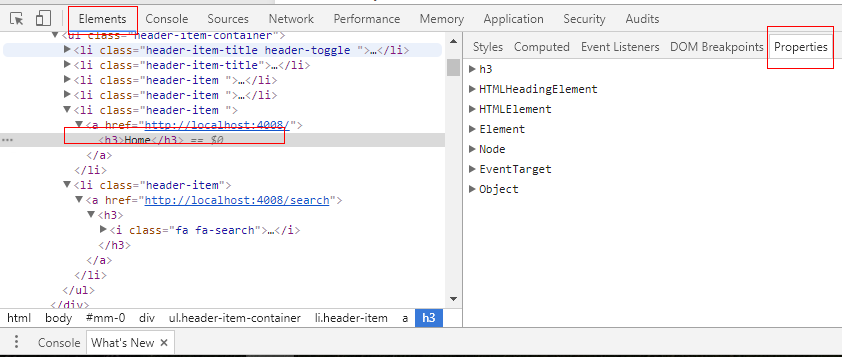 Elements Console Sources Network Performance Memory Application Security Audits
<ul class="header-item-container">
<li class="header-item-title header-toggle ">…</li>
<li class="header-item-title">…</li>
<li class="header-item ">…</li>
<li class="header-item ">…</li>
<li class="header-item ">
<a href="http://localhost:4008/">
<h3>Home</h3> == $0
</a>
</li>
<li class="header-item">
<a href="http://localhost:4008/search">
<h3>
<i class="fa fa-search">…</i>
</h3>
</a>
</li>
</ul>
</div>
Styles Computed Event Listeners DOM Breakpoints Properties
h3
HTMLHeadingElement
HTMLElement
Element
Node
EventTarget
Object
html body #mm-0 div ul.header-item-container li.header-item a h3
Console What's New ×